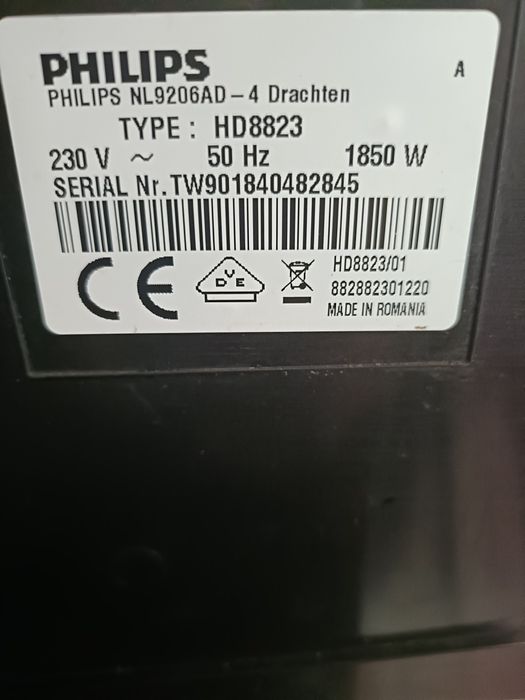 PHILIPS
A
PHILIPS NL9206AD - 4 Drachten
TYPE : HD8823
230 V ~ 50 Hz 1850 W
SERIAL Nr. TW901840482845
CE
D V E
HD8823/01
882882301220
MADE IN ROMANIA